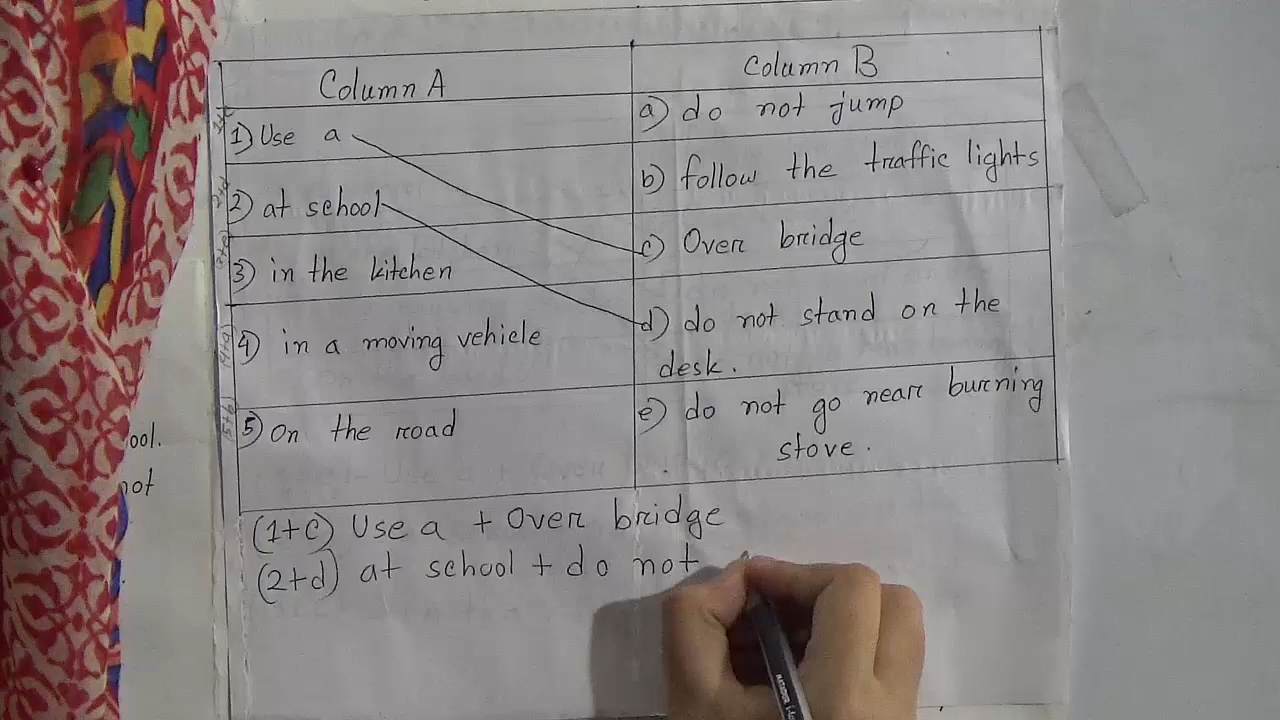 Column A
Column B
1) Use a
a) do not jump
2) at school
b) follow the traffic lights
3) in the kitchen
c) Over bridge
4) in a moving vehicle
d) do not stand on the
desk.
5) On the road
e) do not go near burning
stove.
(1+c) Use a + Over bridge
(2+d) at school + do not
ool.
not